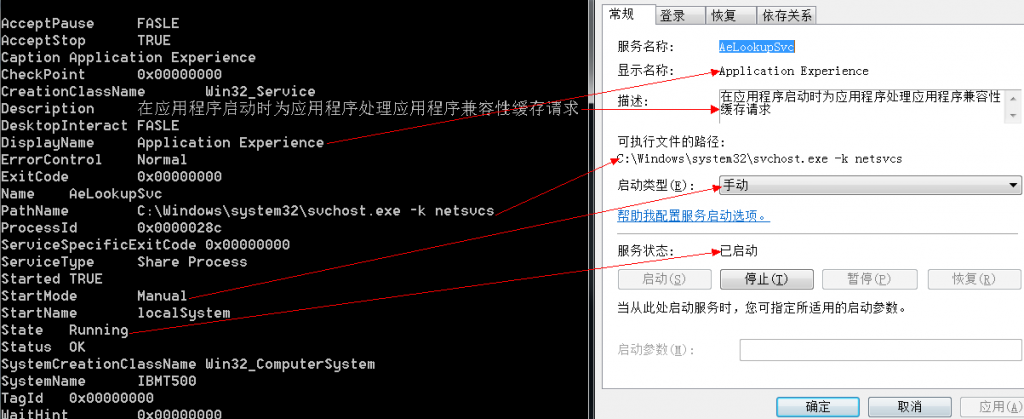 AcceptPause FASLE
AcceptStop TRUE
Caption Application Experience
CheckPoint 0x00000000
CreationClassName Win32_Service
Description 在应用程序启动时为应用程序处理应用程序兼容性缓存请求
DesktopInteract FASLE
DisplayName Application Experience
ErrorControl Normal
ExitCode 0x00000000
Name AeLookupSvc
PathName C:\Windows\system32\svchost.exe -k netsvcs
ProcessId 0x0000028c
ServiceSpecificExitCode 0x00000000
ServiceType Share Process
Started TRUE
StartMode Manual
StartName localSystem
State Running
Status OK
SystemCreationClassName Win32_ComputerSystem
SystemName IBMT500
TagId 0x00000000
WaitHint 0x00000000
常规 登录 恢复 依存关系
服务名称: AeLookupSvc
显示名称: Application Experience
描述: 在应用程序启动时为应用程序处理应用程序兼容性
缓存请求
可执行文件的路径:
C:\Windows\system32\svchost.exe -k netsvcs
启动类型(E): 手动
帮助我配置服务启动选项。
服务状态: 已启动
启动(S) 停止(T) 暂停(P) 恢复(R)
当从此处启动服务时，您可指定所适用的启动参数。
启动参数(M):
确定 取消 应用(A)